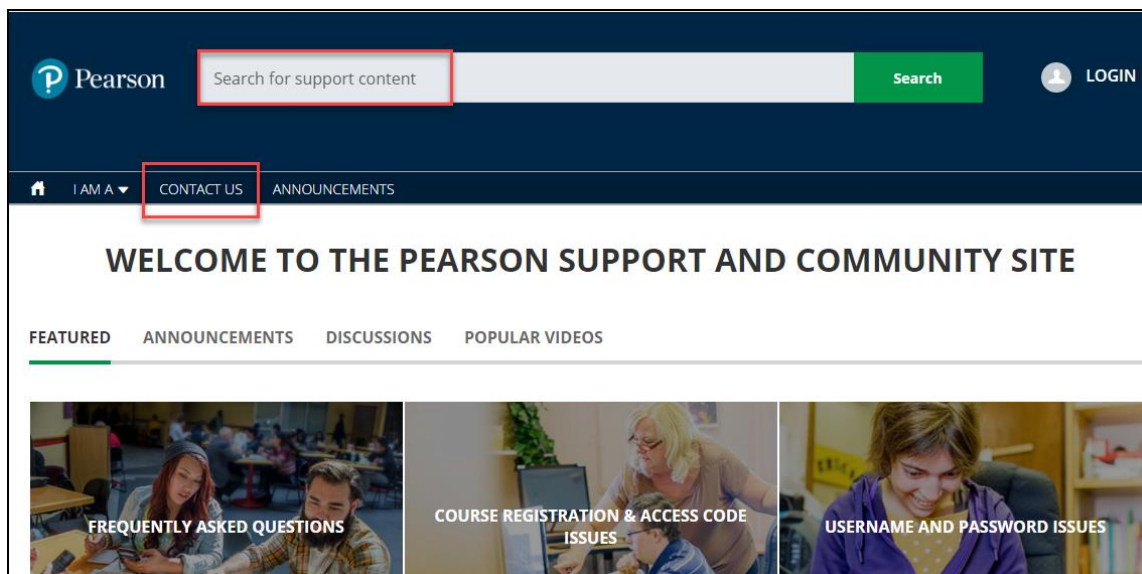 Pearson
Search for support content
Search
LOGIN
I AM A
CONTACT US
ANNOUNCEMENTS
WELCOME TO THE PEARSON SUPPORT AND COMMUNITY SITE
FEATURED
ANNOUNCEMENTS
DISCUSSIONS
POPULAR VIDEOS
FREQUENTLY ASKED QUESTIONS
COURSE REGISTRATION & ACCESS CODE
ISSUES
USERNAME AND PASSWORD ISSUES